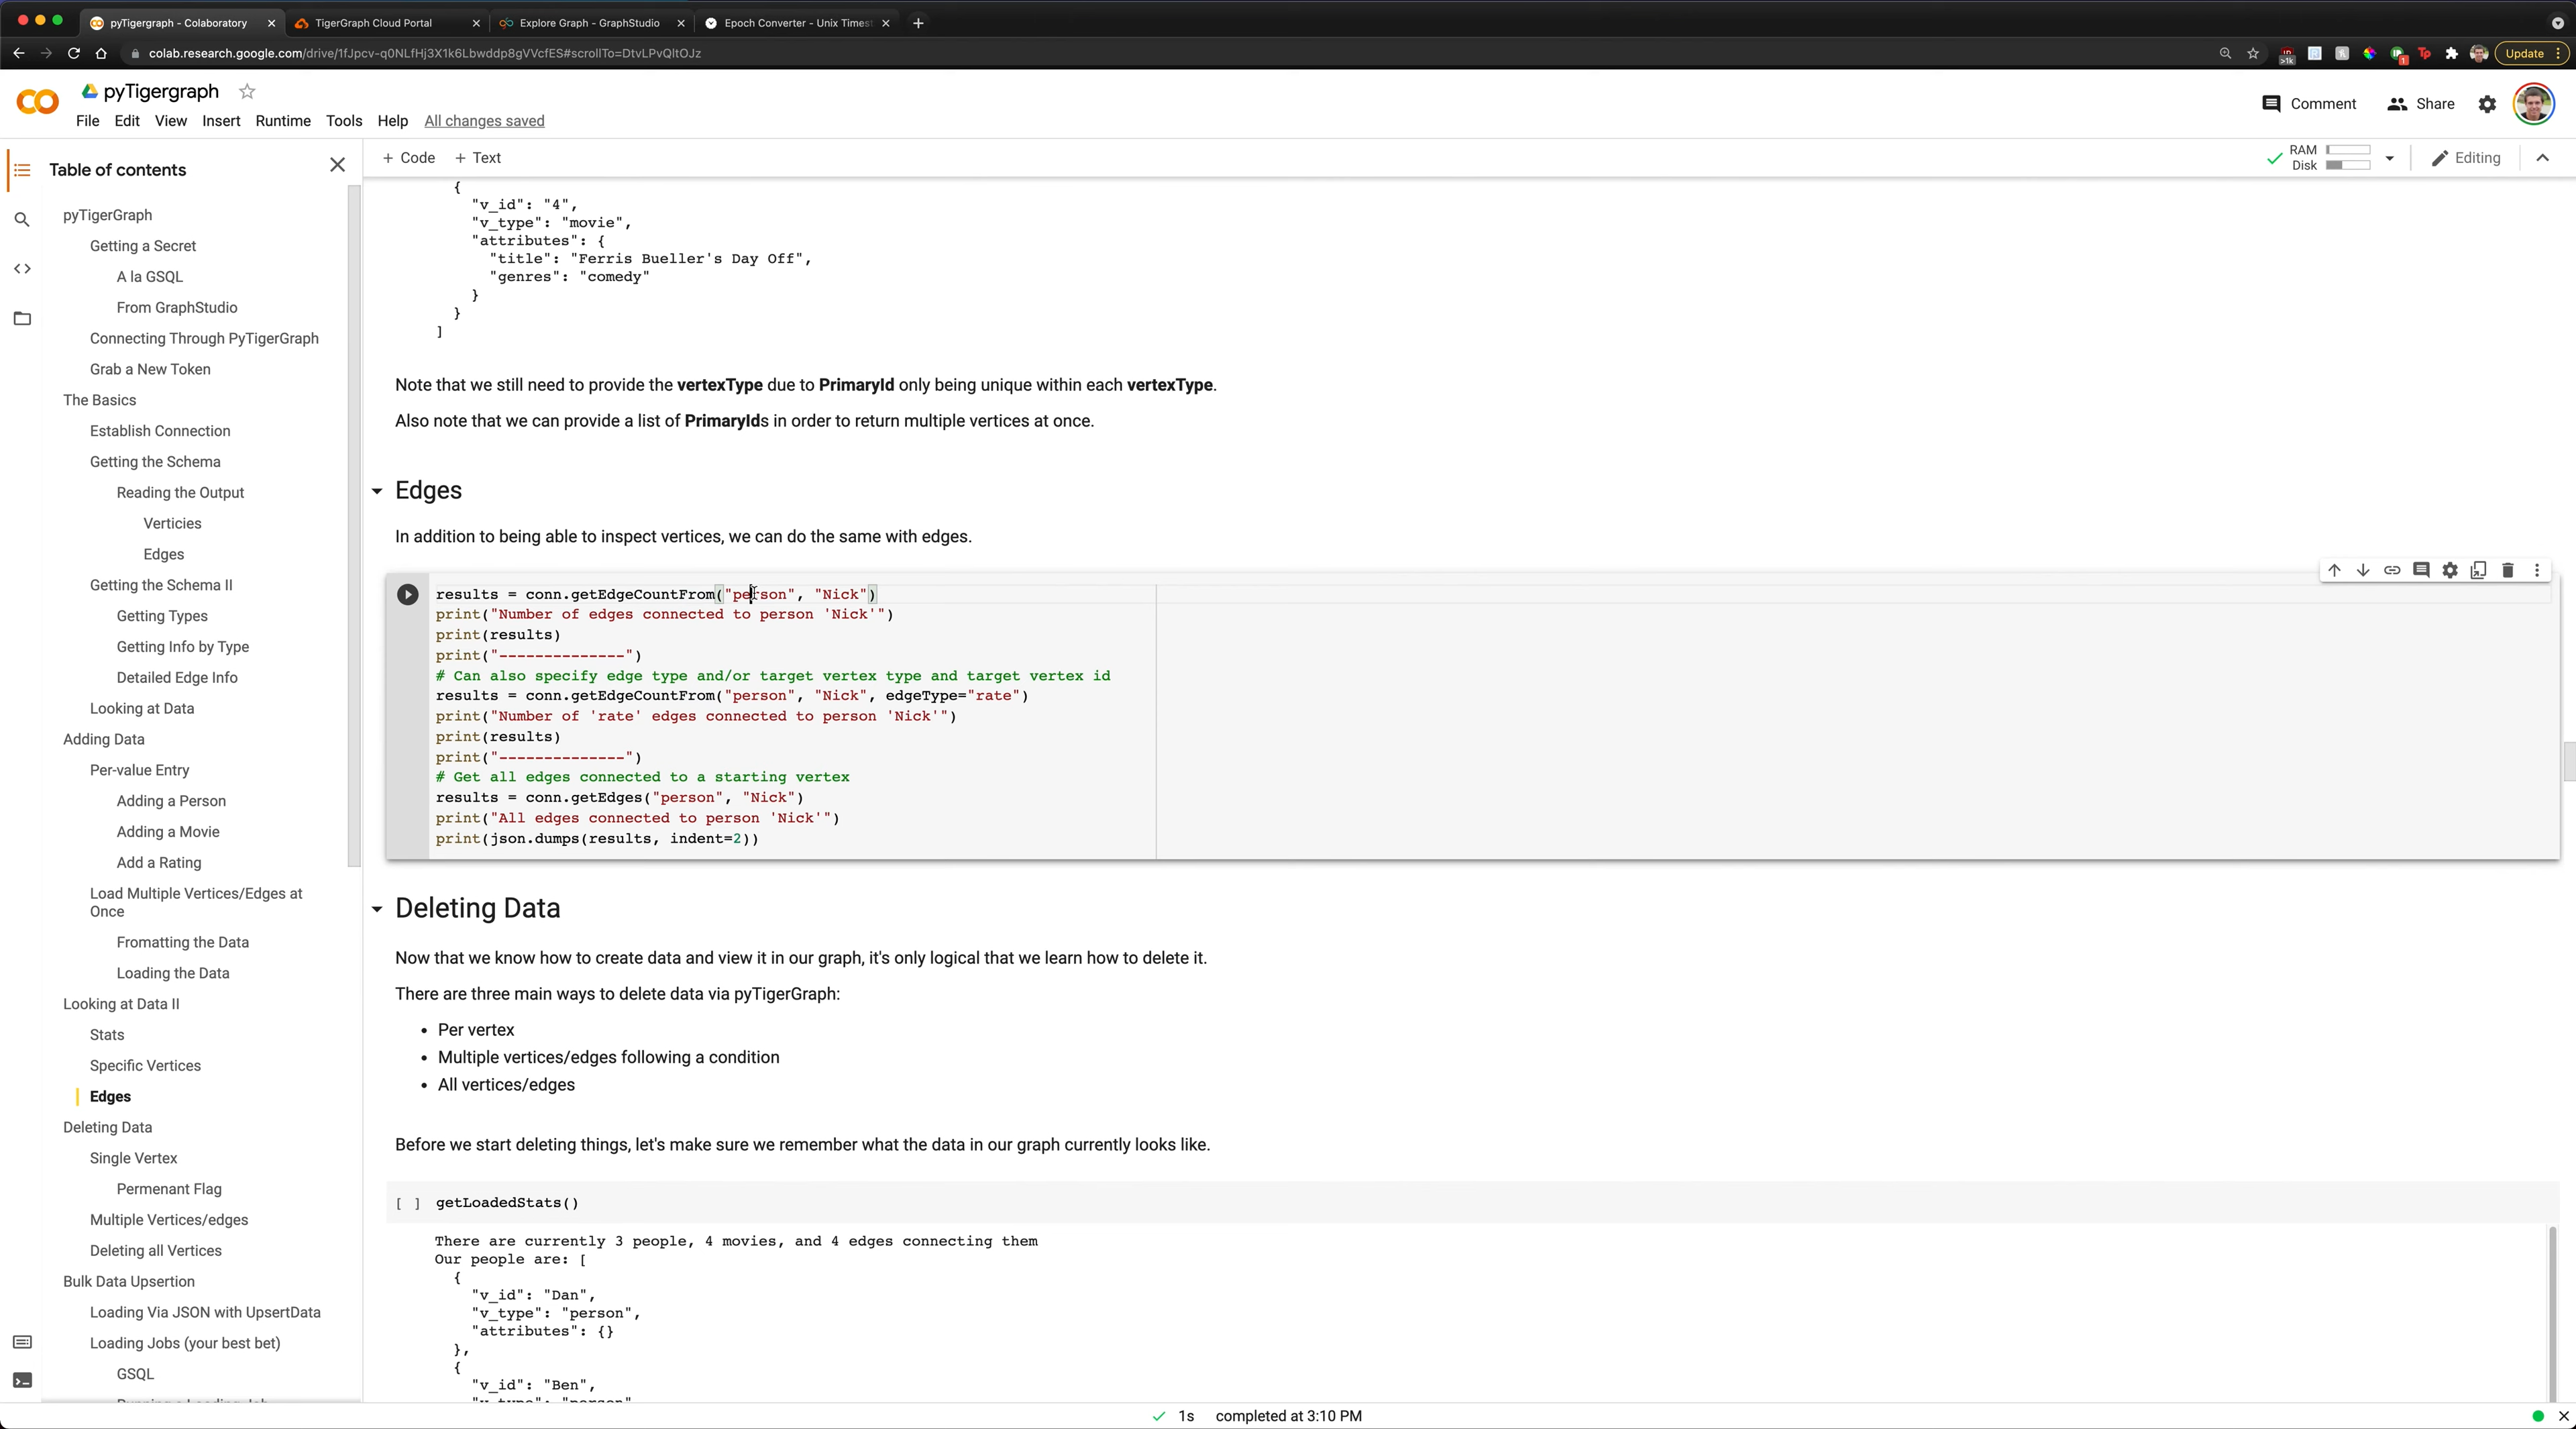 pyTigergraph - Colaboratory
TigerGraph Cloud Portal
Explore Graph - GraphStudio
Epoch Converter - Unix Timest
colab.research.google.com/drive/1fJpcv-q0NLfHj3X1k6Lbwddp8gVVcfES#scrollTo=DtvLPvQltOJz
>1k
1
Tp
Update
pyTigergraph
File Edit View Insert Runtime Tools Help All changes saved
Comment
Share
Table of contents
pyTigerGraph
Getting a Secret
A la GSQL
From GraphStudio
Connecting Through PyTigerGraph
Grab a New Token
The Basics
Establish Connection
Getting the Schema
Reading the Output
Verticies
Edges
Getting the Schema II
Getting Types
Getting Info by Type
Detailed Edge Info
Looking at Data
Adding Data
Per-value Entry
Adding a Person
Adding a Movie
Add a Rating
Load Multiple Vertices/Edges at
Once
Fromatting the Data
Loading the Data
Looking at Data II
Stats
Specific Vertices
Edges
Deleting Data
Single Vertex
Permenant Flag
Multiple Vertices/edges
Deleting all Vertices
Bulk Data Upsertion
Loading Via JSON with UpsertData
Loading Jobs (your best bet)
GSQL
Running a Loading Job
+ Code + Text
RAM
Disk
Editing
{
"v_id": "4",
"v_type": "movie",
"attributes": {
"title": "Ferris Bueller's Day Off",
"genres": "comedy"
}
}
]
Note that we still need to provide the vertexType due to PrimaryId only being unique within each vertexType.
Also note that we can provide a list of PrimaryIds in order to return multiple vertices at once.
Edges
In addition to being able to inspect vertices, we can do the same with edges.
results = conn.getEdgeCountFrom("person", "Nick")
print("Number of edges connected to person 'Nick'")
print(results)
print("--------------")
# Can also specify edge type and/or target vertex type and target vertex id
results = conn.getEdgeCountFrom("person", "Nick", edgeType="rate")
print("Number of 'rate' edges connected to person 'Nick'")
print(results)
print("--------------")
# Get all edges connected to a starting vertex
results = conn.getEdges("person", "Nick")
print("All edges connected to person 'Nick'")
print(json.dumps(results, indent=2))
Deleting Data
Now that we know how to create data and view it in our graph, it's only logical that we learn how to delete it.
There are three main ways to delete data via pyTigerGraph:
• Per vertex
• Multiple vertices/edges following a condition
• All vertices/edges
Before we start deleting things, let's make sure we remember what the data in our graph currently looks like.
[ ] getLoadedStats()
There are currently 3 people, 4 movies, and 4 edges connecting them
Our people are: [
{
"v_id": "Dan",
"v_type": "person",
"attributes": {}
},
{
"v_id": "Ben",
"v_type": "person",
1s completed at 3:10 PM